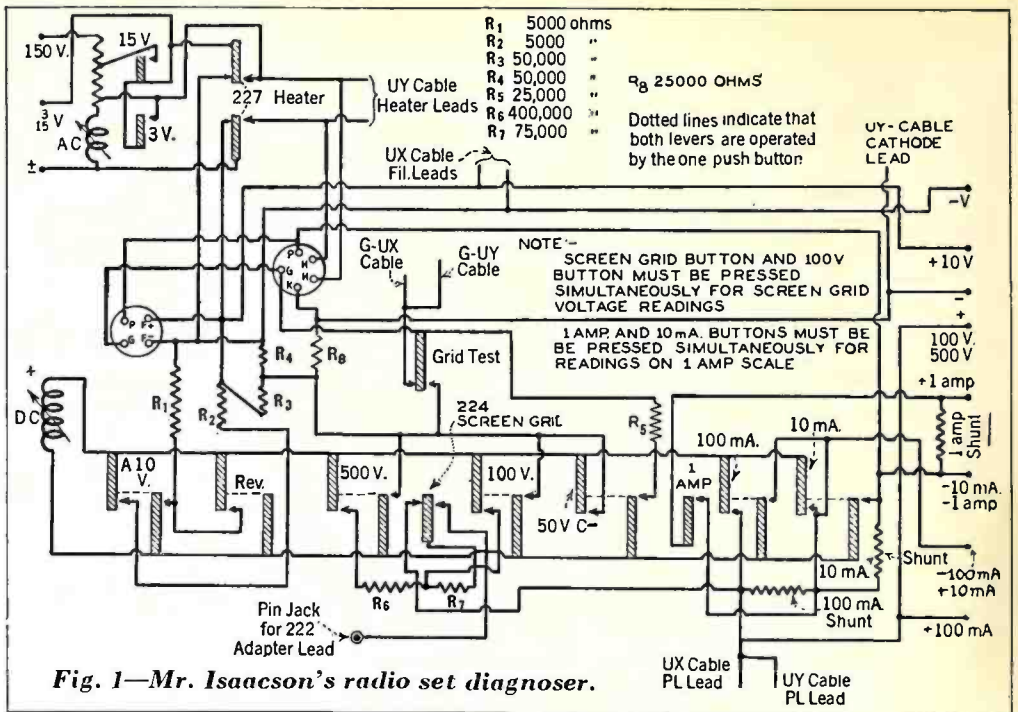 150 V.
15 V.
3
15 V
AC
3 V.
±
227 Heater
UY Cable
Heater Leads
R1 5000 ohms
R2 5000 "
R3 50,000 "
R4 50,000 "
R5 25,000 "
R6 400,000 "
R7 75,000 "
R8 25000 OHMS
Dotted lines indicate that
both levers are operated
by the one push button
UX Cable
Fil. Leads
UY-CABLE
CATHODE
LEAD
-V
+10 V
-
+
100 V.
500 V
+1 amp
1 amp
Shunt
-10 mA.
-1 amp
-100 mA
+10 mA
+100 mA
P
G
H
H
K
P
F+
G
F-
G-UX
Cable
G-UY
Cable
NOTE:-
SCREEN GRID BUTTON AND 100V
BUTTON MUST BE PRESSED
SIMULTANEOUSLY FOR SCREEN GRID
VOLTAGE READINGS
1 AMP. AND 10 mA. BUTTONS MUST BE
BE PRESSED SIMULTANEOUSLY FOR
READINGS ON 1 AMP SCALE
Grid Test
R4
R8
R1
R2
R3
R5
+
DC
224
SCREEN GRID
A 10
V.
Rev.
500 V.
100 V.
50 V C-
1
AMP
100 mA.
10 mA.
10 mA.
Shunt
R6
R7
100 mA.
Shunt
Pin Jack
for 222
Adapter Lead
UX Cable
PL Lead
UY Cable
PL Lead
Fig. 1—Mr. Isaacson's radio set diagnoser.